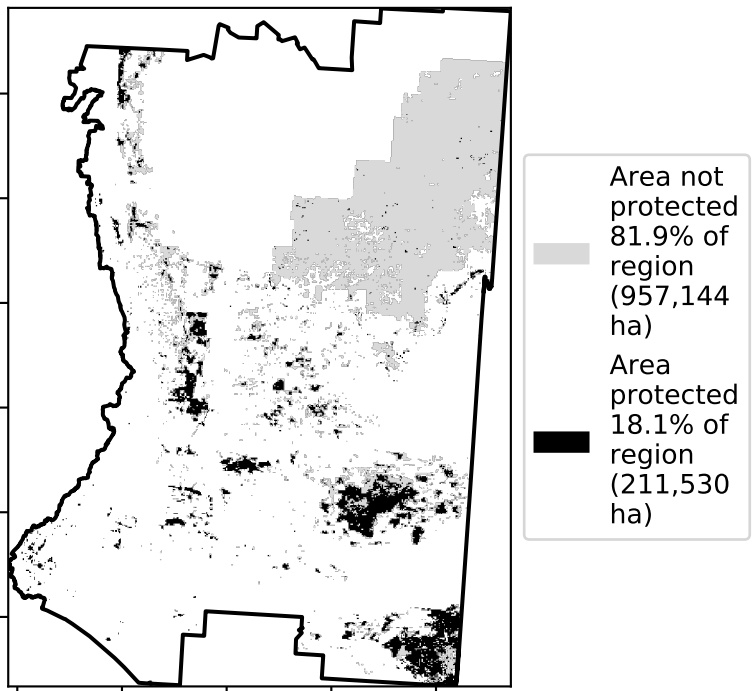 Area not
protected
81.9% of
region
(957,144
ha)
Area
protected
18.1% of
region
(211,530
ha)